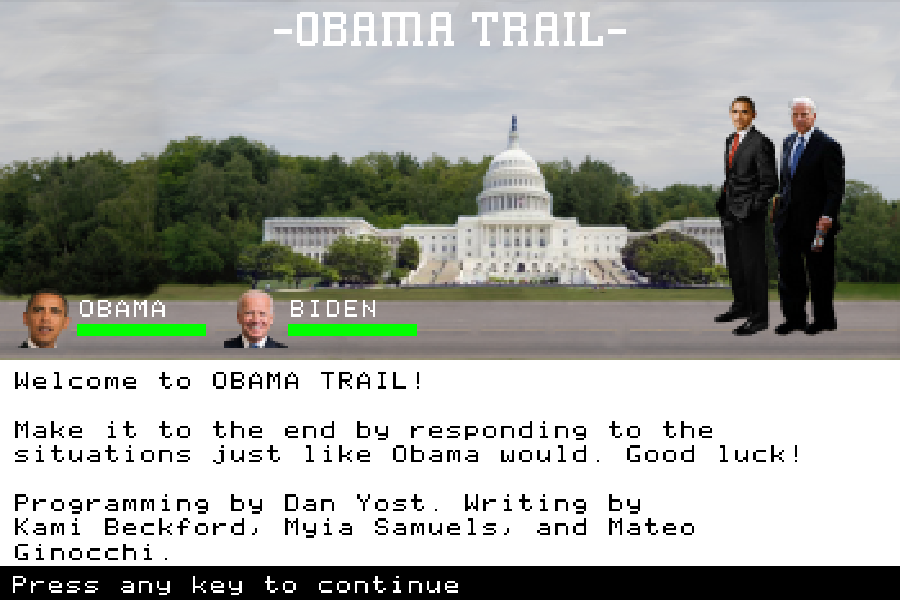 -OBAMA TRAIL-
OBAMA
BIDEN
Welcome to OBAMA TRAIL!
Make it to the end by responding to the
situations just like Obama would. Good luck!
Programming by Dan Yost. Writing by
Kami Beckford, Myia Samuels, and Mateo
Ginocchi.
Press any key to continue